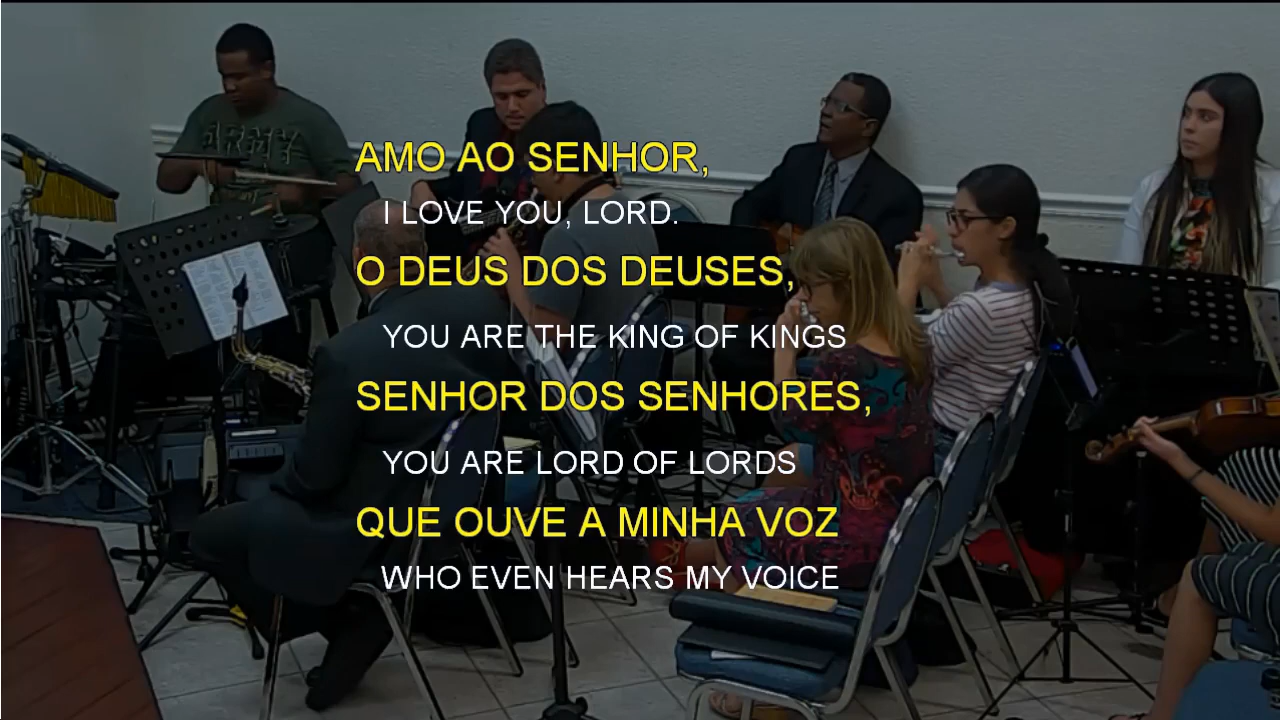 ARMY
AMO AO SENHOR,
I LOVE YOU, LORD.
O DEUS DOS DEUSES,
YOU ARE THE KING OF KINGS
SENHOR DOS SENHORES,
YOU ARE LORD OF LORDS
QUE OUVE A MINHA VOZ
WHO EVEN HEARS MY VOICE